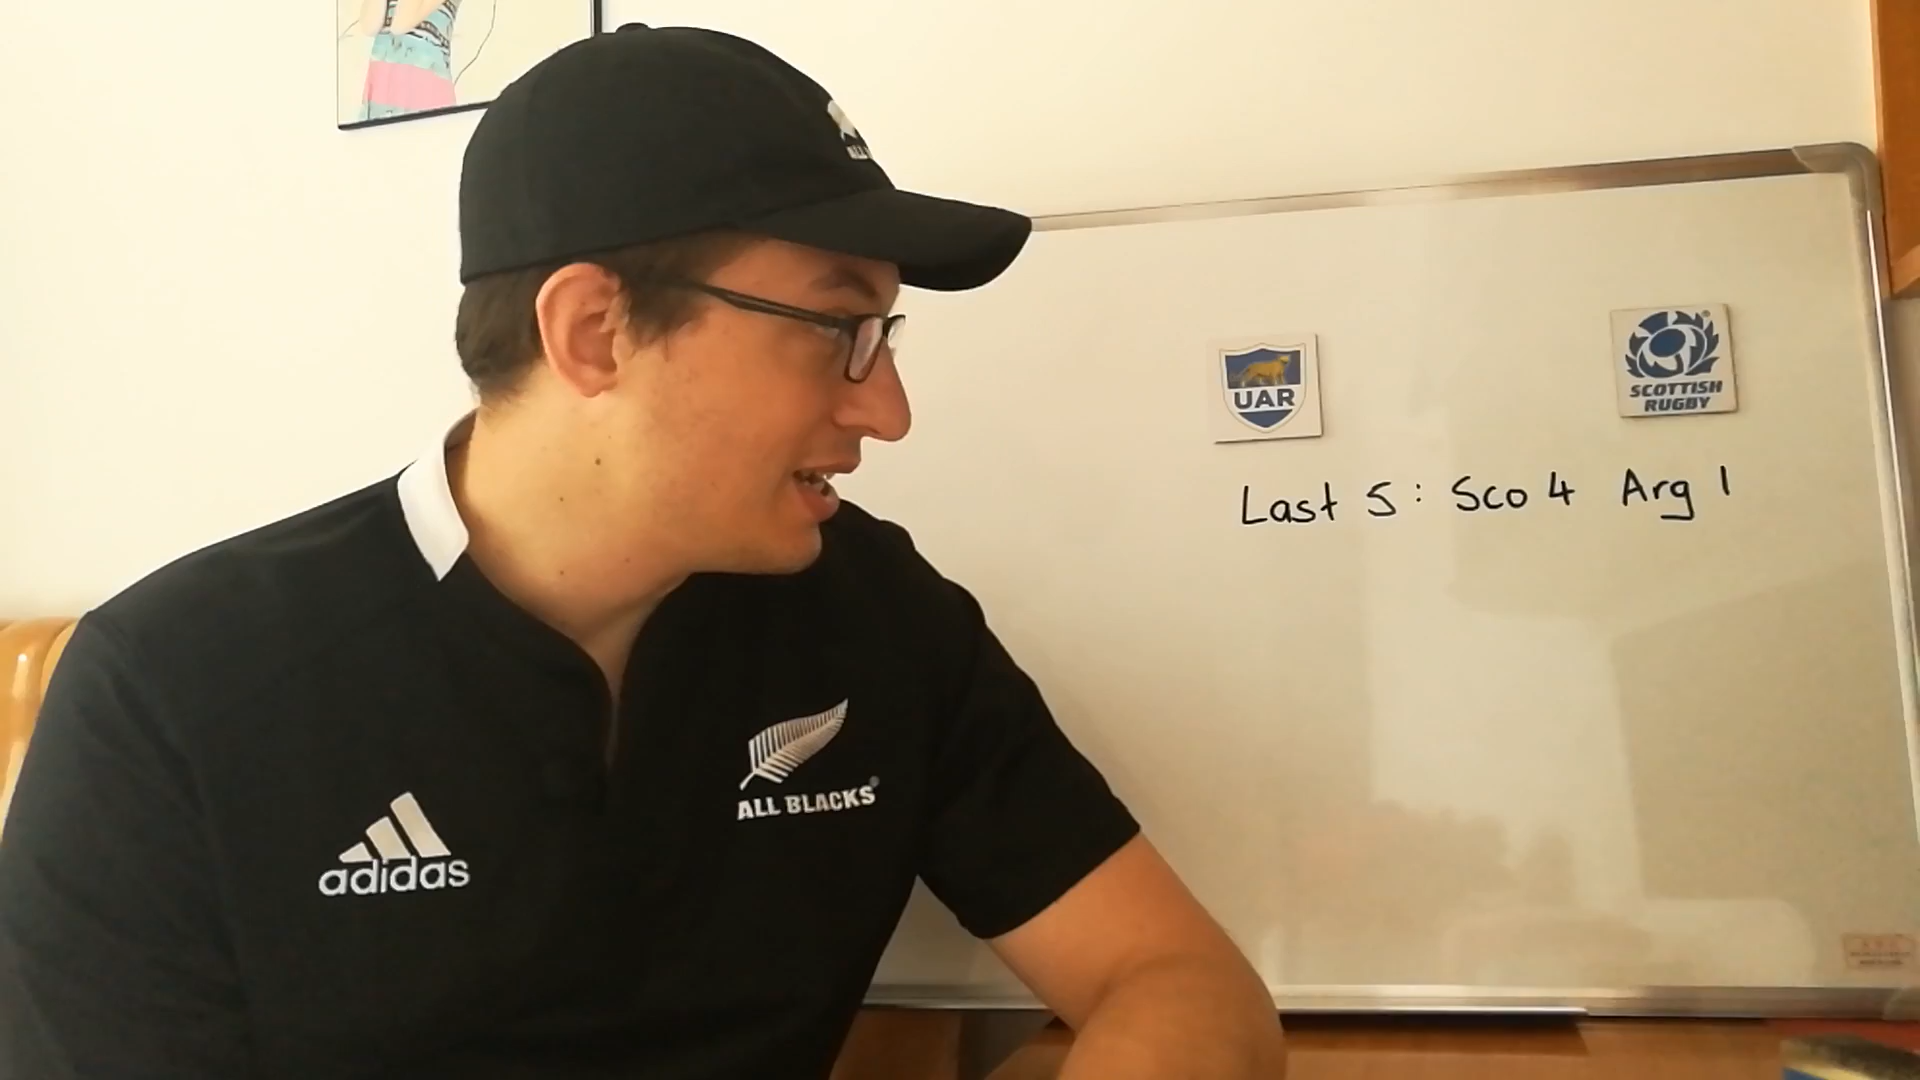 UAR
SCOTTISH
RUGBY
Last 5: Sco 4 Arg 1
ALL BLACKS
adidas